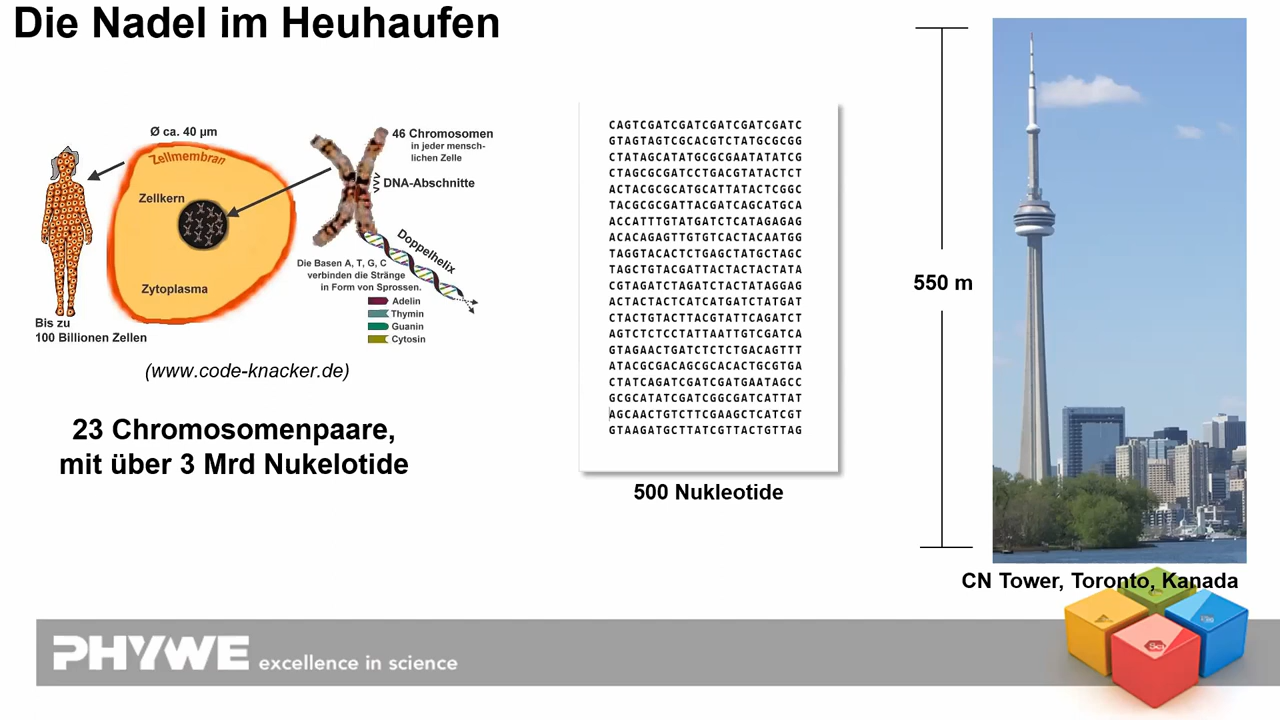 Die Nadel im Heuhaufen
Ø ca. 40 µm
Zellmembran
Zellkern
Zytoplasma
Bis zu
100 Billionen Zellen
46 Chromosomen
in jeder mensch-
lichen Zelle
DNA-Abschnitte
Doppelhelix
Die Basen A, T, G, C
verbinden die Stränge
in Form von Sprossen.
Adelin
Thymin
Guanin
Cytosin
(www.code-knacker.de)
23 Chromosomenpaare,
mit über 3 Mrd Nukelotide
CAGTCGATCGATCGATCGATCGATC
GTAGTAGTCGCACGTCTATGCGCGG
CTATAGCATATGCGCGAATATATCG
CTAGCGCGATCCTGACGTATACTCT
ACTACGCGCATGCATTATACTCGGC
TACGCGCGATTACGATCAGCATGCA
ACCATTTGTATGATCTCATAGAGAG
ACACAGAGTTGTGTCACTACAATGG
TAGGTACACTCTGAGCTATGCTAGC
TAGCTGTACGATTACTACTACTATA
CGTAGATCTAGATCTACTATAGGAG
ACTACTACTCATCATGATCTATGAT
CTACTGTACTTACGTATTCAGATCT
AGTCTCTCCTATTAATTGTCGATCA
GTAGAACTGATCTCTCTGACAGTTT
ATACGCGACAGCGCACACTGCGTGA
CTATCAGATCGATCGATGAATAGCC
GCGCATATCGATCGGCGATCATTAT
AGCAACTGTCTTCGAAGCTCATCGT
GTAAGATGCTTATCGTTACTGTTAG
500 Nukleotide
550 m
CN Tower, Toronto, Kanada
PHYWE excellence in science